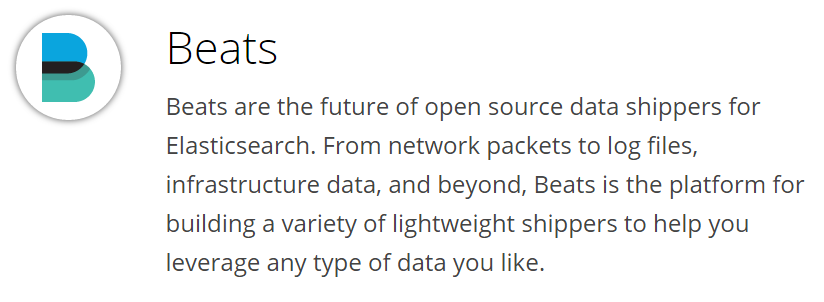 Beats
Beats are the future of open source data shippers for
Elasticsearch. From network packets to log files,
infrastructure data, and beyond, Beats is the platform for
building a variety of lightweight shippers to help you
leverage any type of data you like.